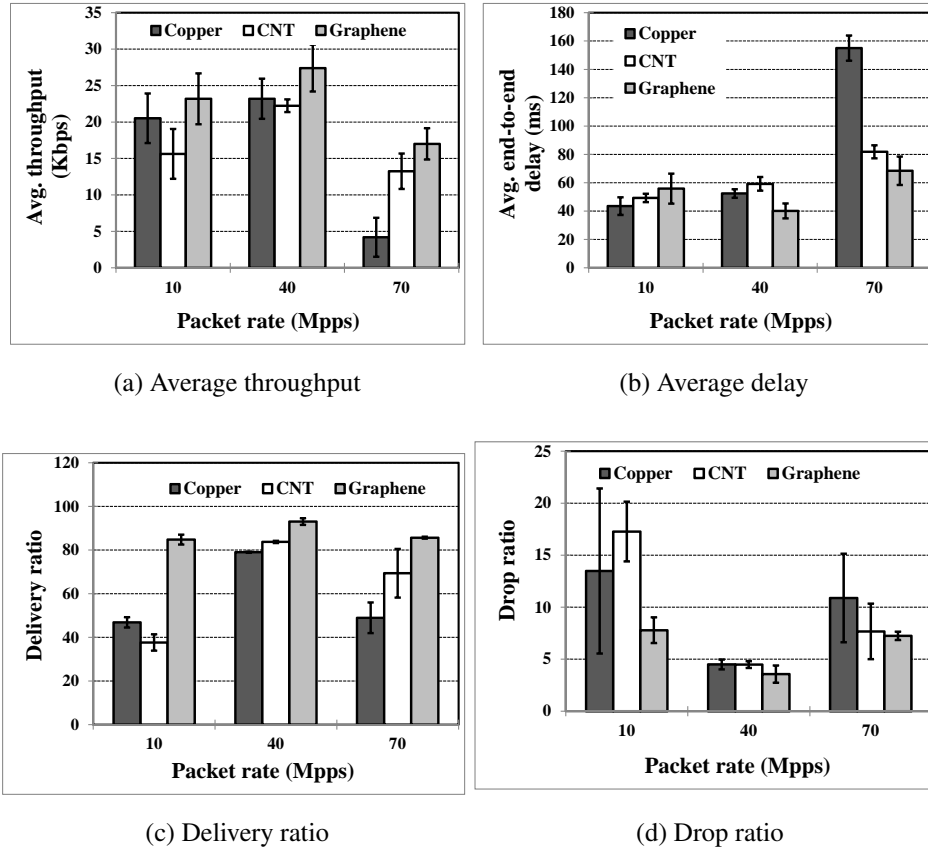 35
30
25
20
15
10
5
0
Avg. throughput
(Kbps)
Copper CNT Graphene
10 40 70
Packet rate (Mpps)
(a) Average throughput
180
160
140
120
100
80
60
40
20
0
Avg. end-to-end
delay (ms)
Copper
CNT
Graphene
10 40 70
Packet rate (Mpps)
(b) Average delay
120
100
80
60
40
20
0
Delivery ratio
Copper CNT Graphene
10 40 70
Packet rate (Mpps)
(c) Delivery ratio
25
20
15
10
5
0
Drop ratio
Copper CNT Graphene
10 40 70
Packet rate (Mpps)
(d) Drop ratio